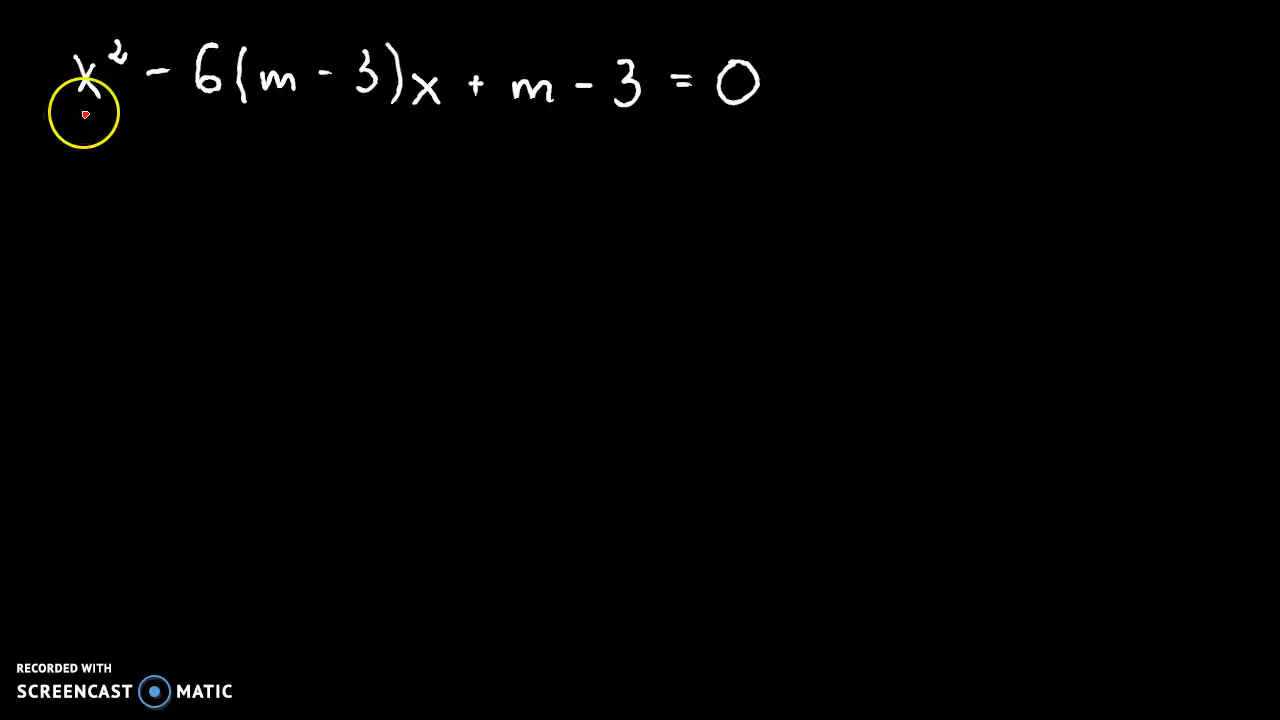 x² - 6(m - 3)x + m - 3 = 0
RECORDED WITH
SCREENCAST MATIC